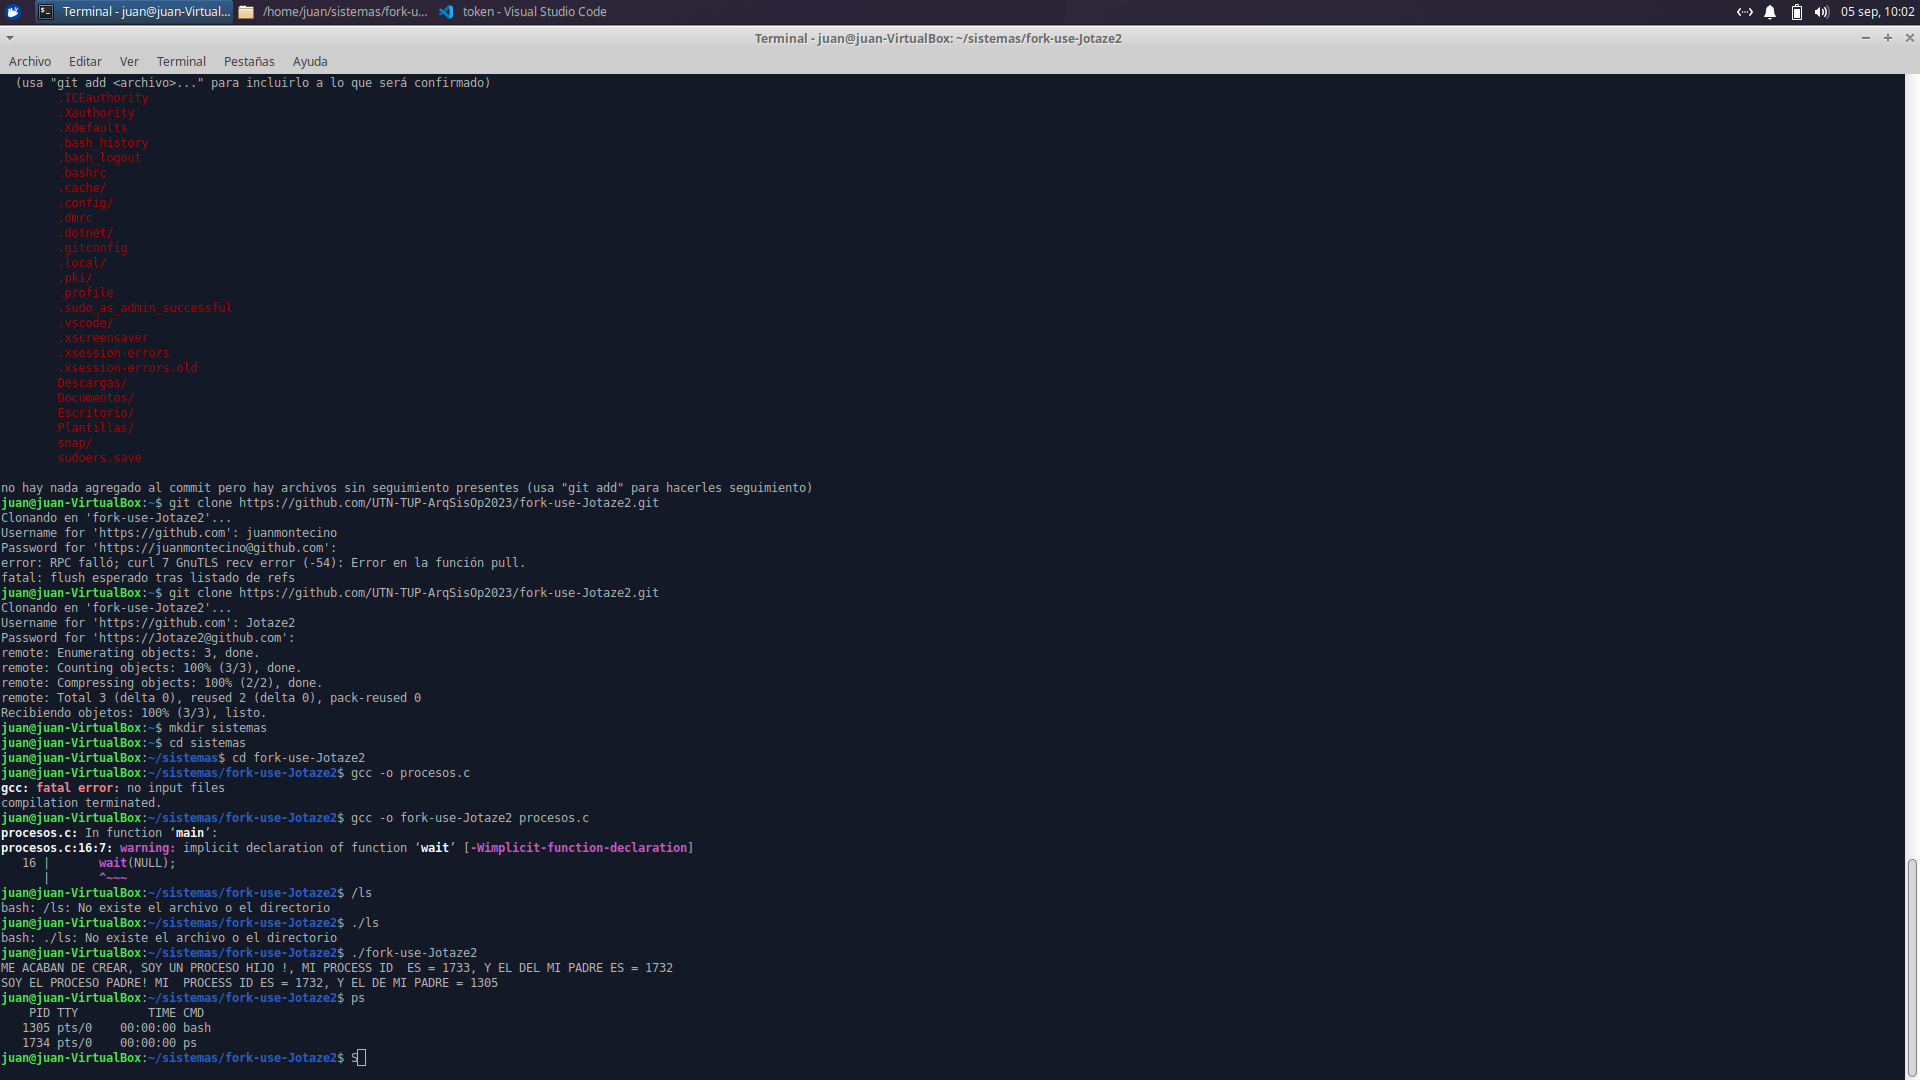 Terminal - juan@juan-Virtual...
/home/juan/sistemas/fork-u...
token - Visual Studio Code
05 sep, 10:02
Terminal - juan@juan-VirtualBox: ~/sistemas/fork-use-Jotaze2
Archivo Editar Ver Terminal Pestañas Ayuda
(usa "git add <archivo>..." para incluirlo a lo que será confirmado)
.ICEauthority
.Xauthority
.Xdefaults
.bash_history
.bash_logout
.bashrc
.cache/
.config/
.dmrc
.dotnet/
.gitconfig
.local/
.pki/
.profile
.sudo_as_admin_successful
.vscode/
.xscreensaver
.xsession-errors
.xsession-errors.old
Descargas/
Documentos/
Escritorio/
Plantillas/
snap/
sudoers.save
no hay nada agregado al commit pero hay archivos sin seguimiento presentes (usa "git add" para hacerles seguimiento)
juan@juan-VirtualBox:~$ git clone https://github.com/UTN-TUP-ArqSisOp2023/fork-use-Jotaze2.git
Clonando en 'fork-use-Jotaze2'...
Username for 'https://github.com': juanmontecino
Password for 'https://juanmontecino@github.com':
error: RPC falló; curl 7 GnuTLS recv error (-54): Error en la función pull.
fatal: flush esperado tras listado de refs
juan@juan-VirtualBox:~$ git clone https://github.com/UTN-TUP-ArqSisOp2023/fork-use-Jotaze2.git
Clonando en 'fork-use-Jotaze2'...
Username for 'https://github.com': Jotaze2
Password for 'https://Jotaze2@github.com':
remote: Enumerating objects: 3, done.
remote: Counting objects: 100% (3/3), done.
remote: Compressing objects: 100% (2/2), done.
remote: Total 3 (delta 0), reused 2 (delta 0), pack-reused 0
Recibiendo objetos: 100% (3/3), listo.
juan@juan-VirtualBox:~$ mkdir sistemas
juan@juan-VirtualBox:~$ cd sistemas
juan@juan-VirtualBox:~/sistemas$ cd fork-use-Jotaze2
juan@juan-VirtualBox:~/sistemas/fork-use-Jotaze2$ gcc -o procesos.c
gcc: fatal error: no input files
compilation terminated.
juan@juan-VirtualBox:~/sistemas/fork-use-Jotaze2$ gcc -o fork-use-Jotaze2 procesos.c
procesos.c: In function ‘main’:
procesos.c:16:7: warning: implicit declaration of function ‘wait’ [-Wimplicit-function-declaration]
16 | wait(NULL);
| ^~~~
juan@juan-VirtualBox:~/sistemas/fork-use-Jotaze2$ /ls
bash: /ls: No existe el archivo o el directorio
juan@juan-VirtualBox:~/sistemas/fork-use-Jotaze2$ ./ls
bash: ./ls: No existe el archivo o el directorio
juan@juan-VirtualBox:~/sistemas/fork-use-Jotaze2$ ./fork-use-Jotaze2
ME ACABAN DE CREAR, SOY UN PROCESO HIJO !, MI PROCESS ID  ES = 1733, Y EL DEL MI PADRE ES = 1732
SOY EL PROCESO PADRE! MI  PROCESS ID ES = 1732, Y EL DE MI PADRE = 1305
juan@juan-VirtualBox:~/sistemas/fork-use-Jotaze2$ ps
PID TTY TIME CMD
1305 pts/0 00:00:00 bash
1734 pts/0 00:00:00 ps
juan@juan-VirtualBox:~/sistemas/fork-use-Jotaze2$ S